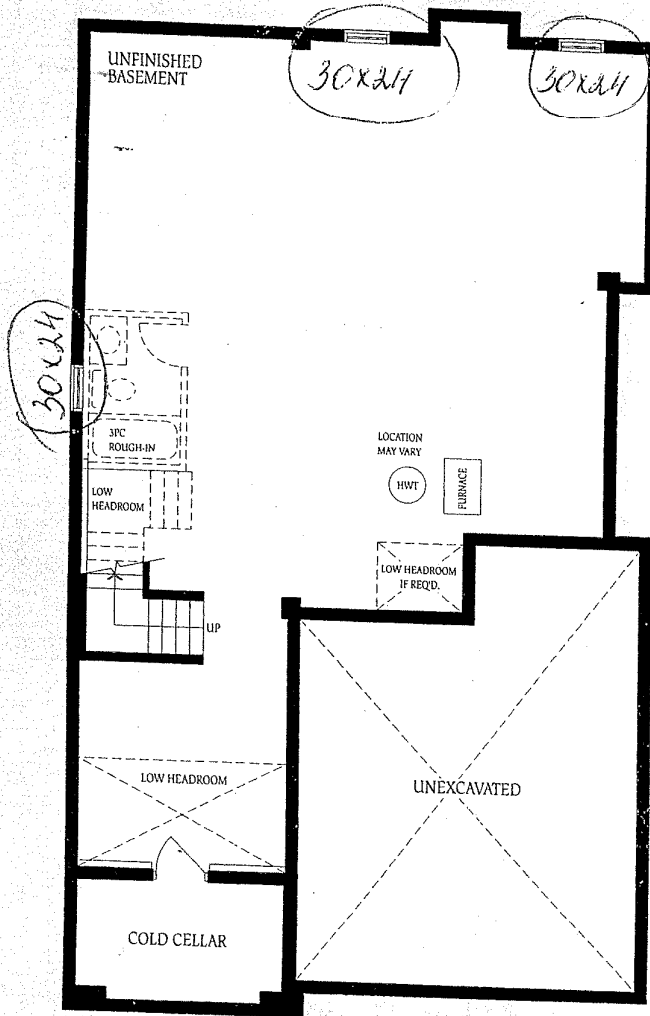 UNFINISHED
BASEMENT
30x24
30x24
30x24
3PC
ROUGH-IN
LOCATION
MAY VARY
HWT
FURNACE
LOW
HEADROOM
LOW HEADROOM
IF REQ'D.
UP
LOW HEADROOM
UNEXCAVATED
COLD CELLAR